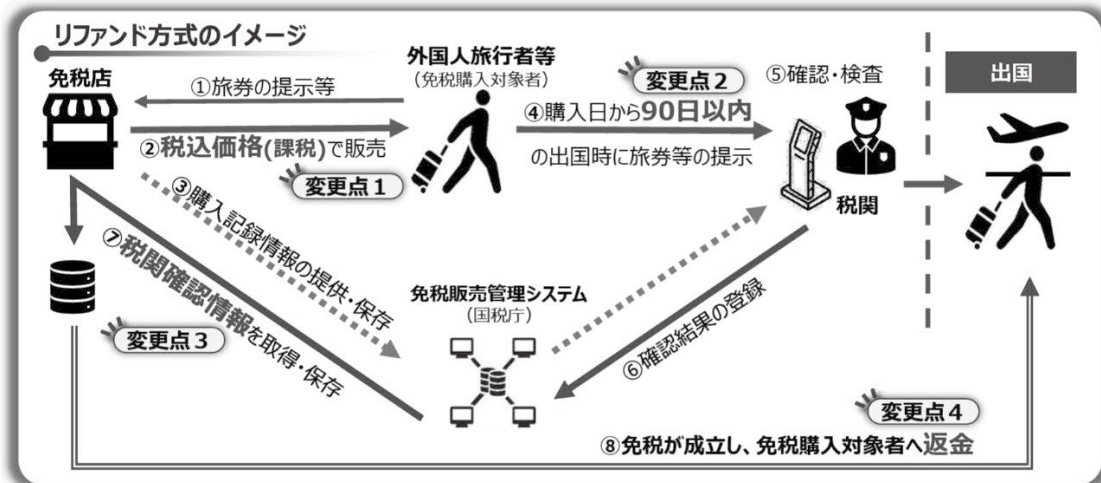 リファンド方式のイメージ
免税店
①旅券の提示等
外国人旅行者等
(免税購入対象者)
②税込価格(課税)で販売
変更点1
変更点2
④購入日から90日以内
の出国時に旅券等の提示
⑤確認・検査
税関
出国
③購入記録情報の提供・保存
免税販売管理システム
(国税庁)
⑥確認結果の登録
⑦税関確認情報を取得・保存
変更点3
変更点4
⑧免税が成立し、免税購入対象者へ返金